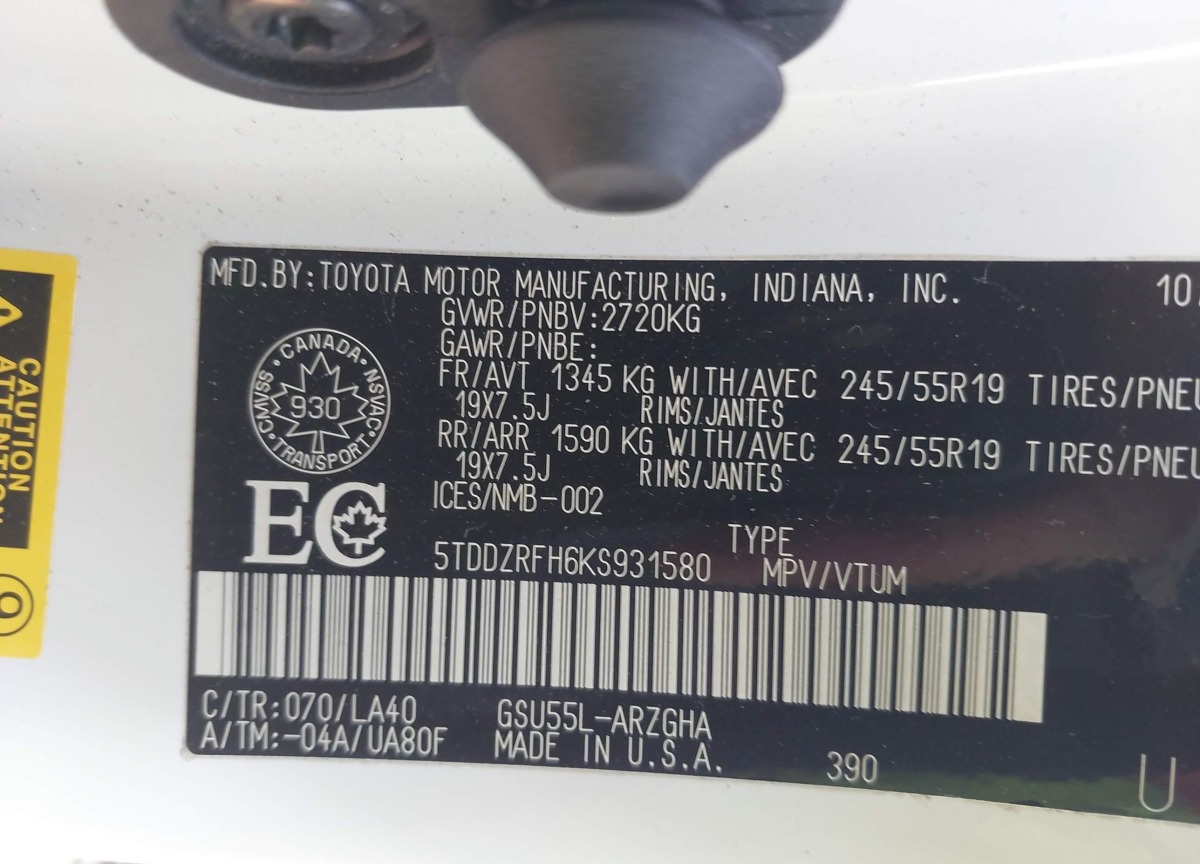 MFD.BY:TOYOTA MOTOR MANUFACTURING, INDIANA, INC. 10
GVWR/PNBV:2720KG
GAWR/PNBE:
FR/AVT 1345 KG WITH/AVEC 245/55R19 TIRES/PNEU
19X7.5J RIMS/JANTES
RR/ARR 1590 KG WITH/AVEC 245/55R19 TIRES/PNEU
19X7.5J RIMS/JANTES
ICES/NMB-002
CANADA · NSVAC · TRANSPORT · CMVSS
930
EC
TYPE
5TDDZRFH6KS931580 MPV/VTUM
C/TR:070/LA40 GSU55L-ARZGHA
A/TM:-04A/UA80F MADE IN U.S.A. 390 U
CAUTION
ATTENTION